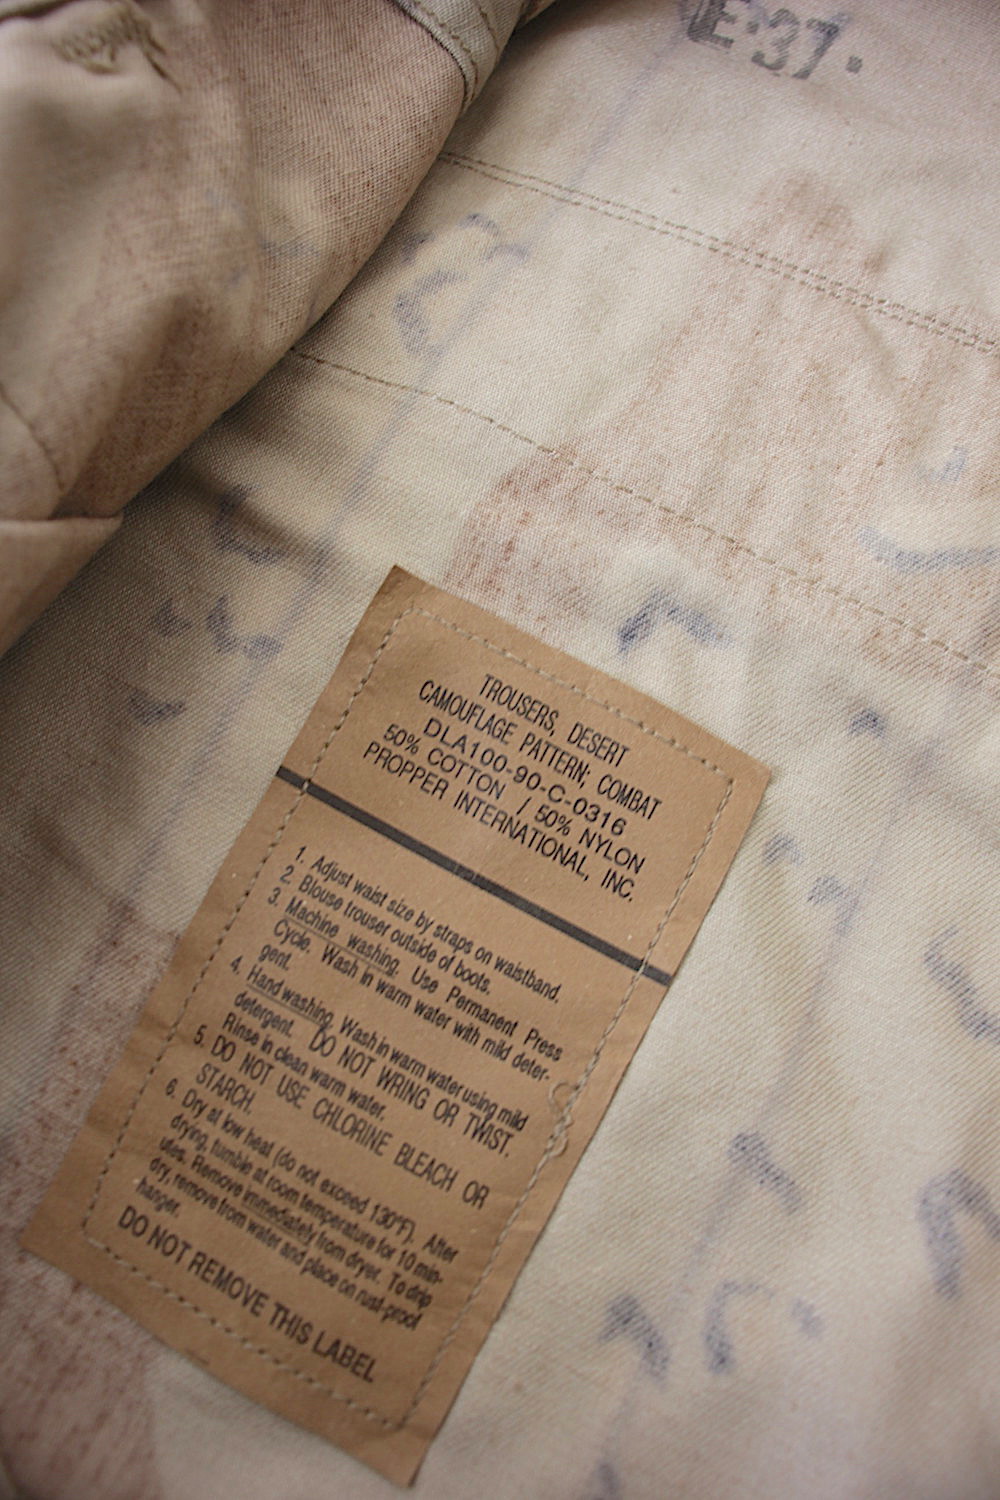 E-37.
TROUSERS, DESERT
CAMOUFLAGE PATTERN; COMBAT
DLA100-90-C-0316
50% COTTON / 50% NYLON
PROPPER INTERNATIONAL, INC.
1. Adjust waist size by straps on waistband.
2. Blouse trouser outside of boots.
3. Machine washing. Use Permanent Press
Cycle. Wash in warm water with mild deter-
gent.
4. Hand washing. Wash in warm water using mild
detergent. DO NOT WRING OR TWIST.
Rinse in clean warm water.
5. DO NOT USE CHLORINE BLEACH OR
STARCH.
6. Dry at low heat (do not exceed 130°F). After
drying, tumble at room temperature for 10 min-
utes. Remove immediately from dryer. To drip
dry, remove from water and place on rust-proof
hanger.
DO NOT REMOVE THIS LABEL